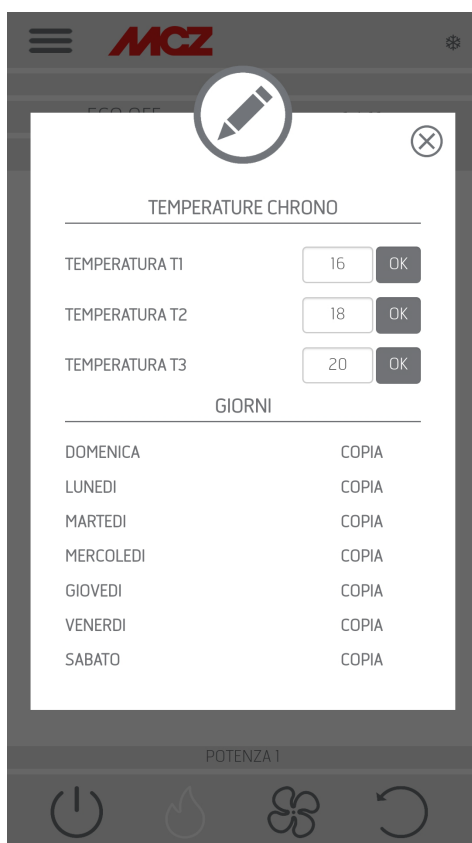 MCZ
TEMPERATURE CHRONO
TEMPERATURA T1 16 OK
TEMPERATURA T2 18 OK
TEMPERATURA T3 20 OK
GIORNI
DOMENICA COPIA
LUNEDI COPIA
MARTEDI COPIA
MERCOLEDI COPIA
GIOVEDI COPIA
VENERDI COPIA
SABATO COPIA
POTENZA 1